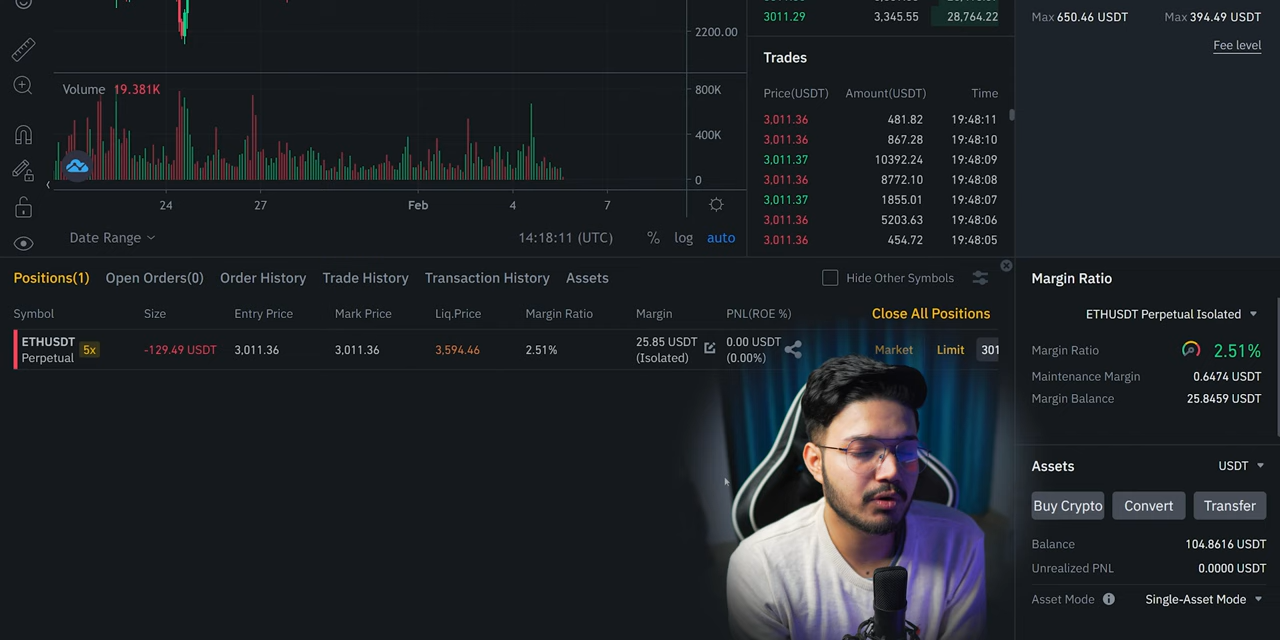 2200.00
3011.29 3,345.55 28,764.22
Max 650.46 USDT Max 394.49 USDT
Fee level
Trades
Price(USDT) Amount(USDT) Time
3,011.36 481.82 19:48:11
3,011.36 867.28 19:48:10
3,011.37 10392.24 19:48:09
3,011.36 8772.10 19:48:08
3,011.37 1855.01 19:48:07
3,011.36 5203.63 19:48:06
3,011.36 454.72 19:48:05
Volume 19.381K
800K
400K
0
24 27 Feb 4 7
Date Range 14:18:11 (UTC) % log auto
Positions(1) Open Orders(0) Order History Trade History Transaction History Assets Hide Other Symbols
Symbol Size Entry Price Mark Price Liq.Price Margin Ratio Margin PNL(ROE %) Close All Positions
ETHUSDT 5x -129.49 USDT 3,011.36 3,011.36 3,594.46 2.51% 25.85 USDT 0.00 USDT Market Limit 301
Perpetual (Isolated) (0.00%)
Margin Ratio
ETHUSDT Perpetual Isolated
Margin Ratio 2.51%
Maintenance Margin 0.6474 USDT
Margin Balance 25.8459 USDT
Assets USDT
Buy Crypto Convert Transfer
Balance 104.8616 USDT
Unrealized PNL 0.0000 USDT
Asset Mode Single-Asset Mode